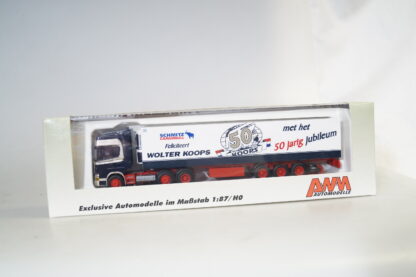 SCHMITZ
Feliciteert
WOLTER KOOPS
50
KOOPS
met het
50 jarig jubileum
Exclusive Automodelle im Maßstab 1:87/H0
AWM
AUTOMODELLE